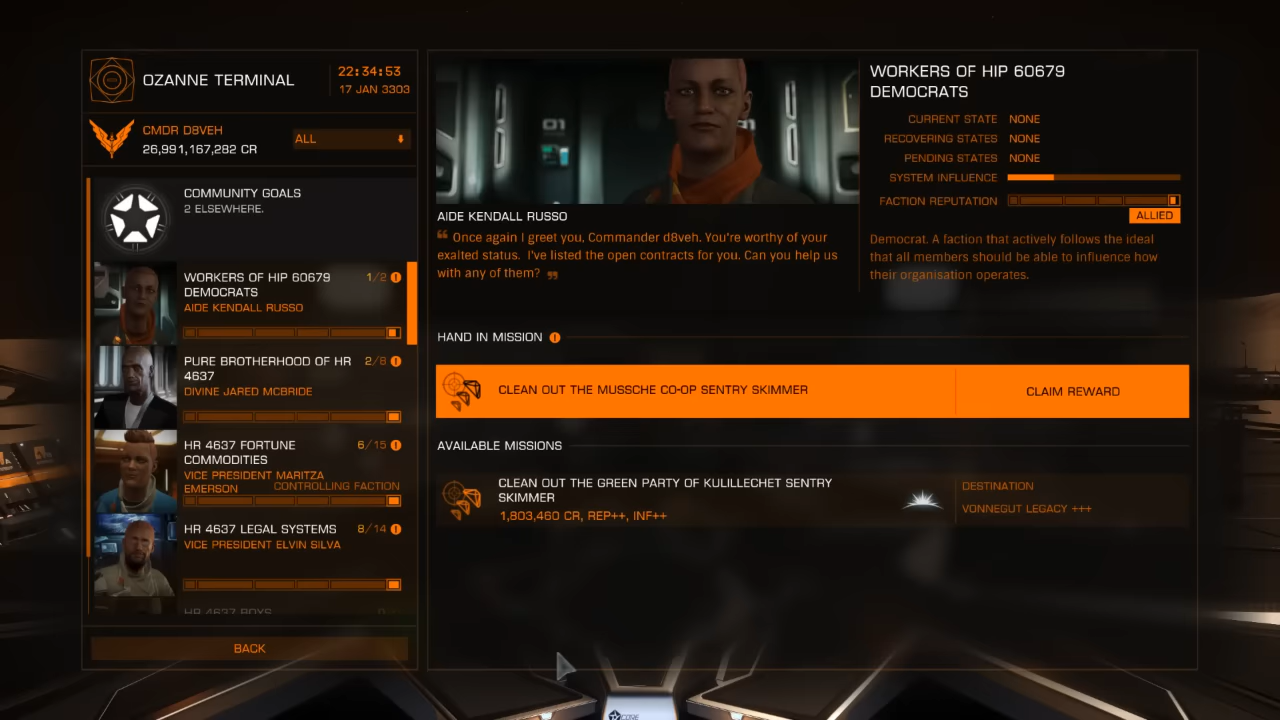 OZANNE TERMINAL
22:34:53
17 JAN 3303
CMDR D8VEH
26,991,167,282 CR
ALL
COMMUNITY GOALS
2 ELSEWHERE.
WORKERS OF HIP 60679
DEMOCRATS
1/2
AIDE KENDALL RUSSO
PURE BROTHERHOOD OF HR
4637
2/8
DIVINE JARED MCBRIDE
HR 4637 FORTUNE
COMMODITIES
6/15
VICE PRESIDENT MARITZA
EMERSON
CONTROLLING FACTION
HR 4637 LEGAL SYSTEMS
8/14
VICE PRESIDENT ELVIN SILVA
BACK
01
AIDE KENDALL RUSSO
Once again I greet you, Commander d8veh. You're worthy of your
exalted status. I've listed the open contracts for you. Can you help us
with any of them?
WORKERS OF HIP 60679
DEMOCRATS
CURRENT STATE NONE
RECOVERING STATES NONE
PENDING STATES NONE
SYSTEM INFLUENCE
FACTION REPUTATION
ALLIED
Democrat. A faction that actively follows the ideal
that all members should be able to influence how
their organisation operates.
HAND IN MISSION
CLEAN OUT THE MUSSCHE CO-OP SENTRY SKIMMER
CLAIM REWARD
AVAILABLE MISSIONS
CLEAN OUT THE GREEN PARTY OF KULILLECHET SENTRY
SKIMMER
1,803,460 CR, REP++, INF++
DESTINATION
VONNEGUT LEGACY +++
CORE